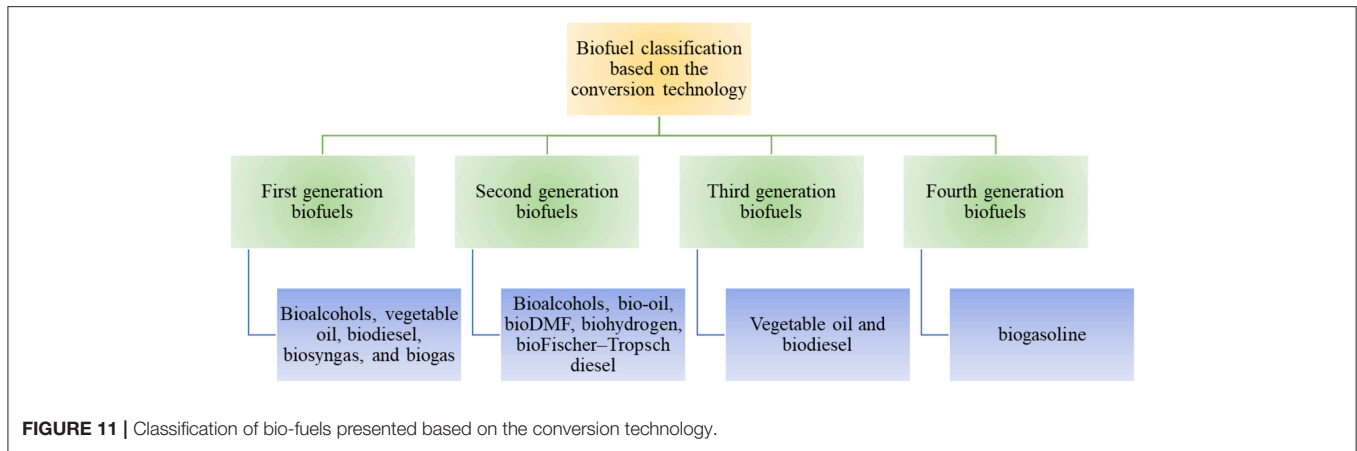 Biofuel classification
based on the
conversion technology
First generation
biofuels
Second generation
biofuels
Third generation
biofuels
Fourth generation
biofuels
Bioalcohols, vegetable
oil, biodiesel,
biosyngas, and biogas
Bioalcohols, bio-oil,
bioDMF, biohydrogen,
bioFischer–Tropsch
diesel
Vegetable oil and
biodiesel
biogasoline
FIGURE 11 | Classification of bio-fuels presented based on the conversion technology.